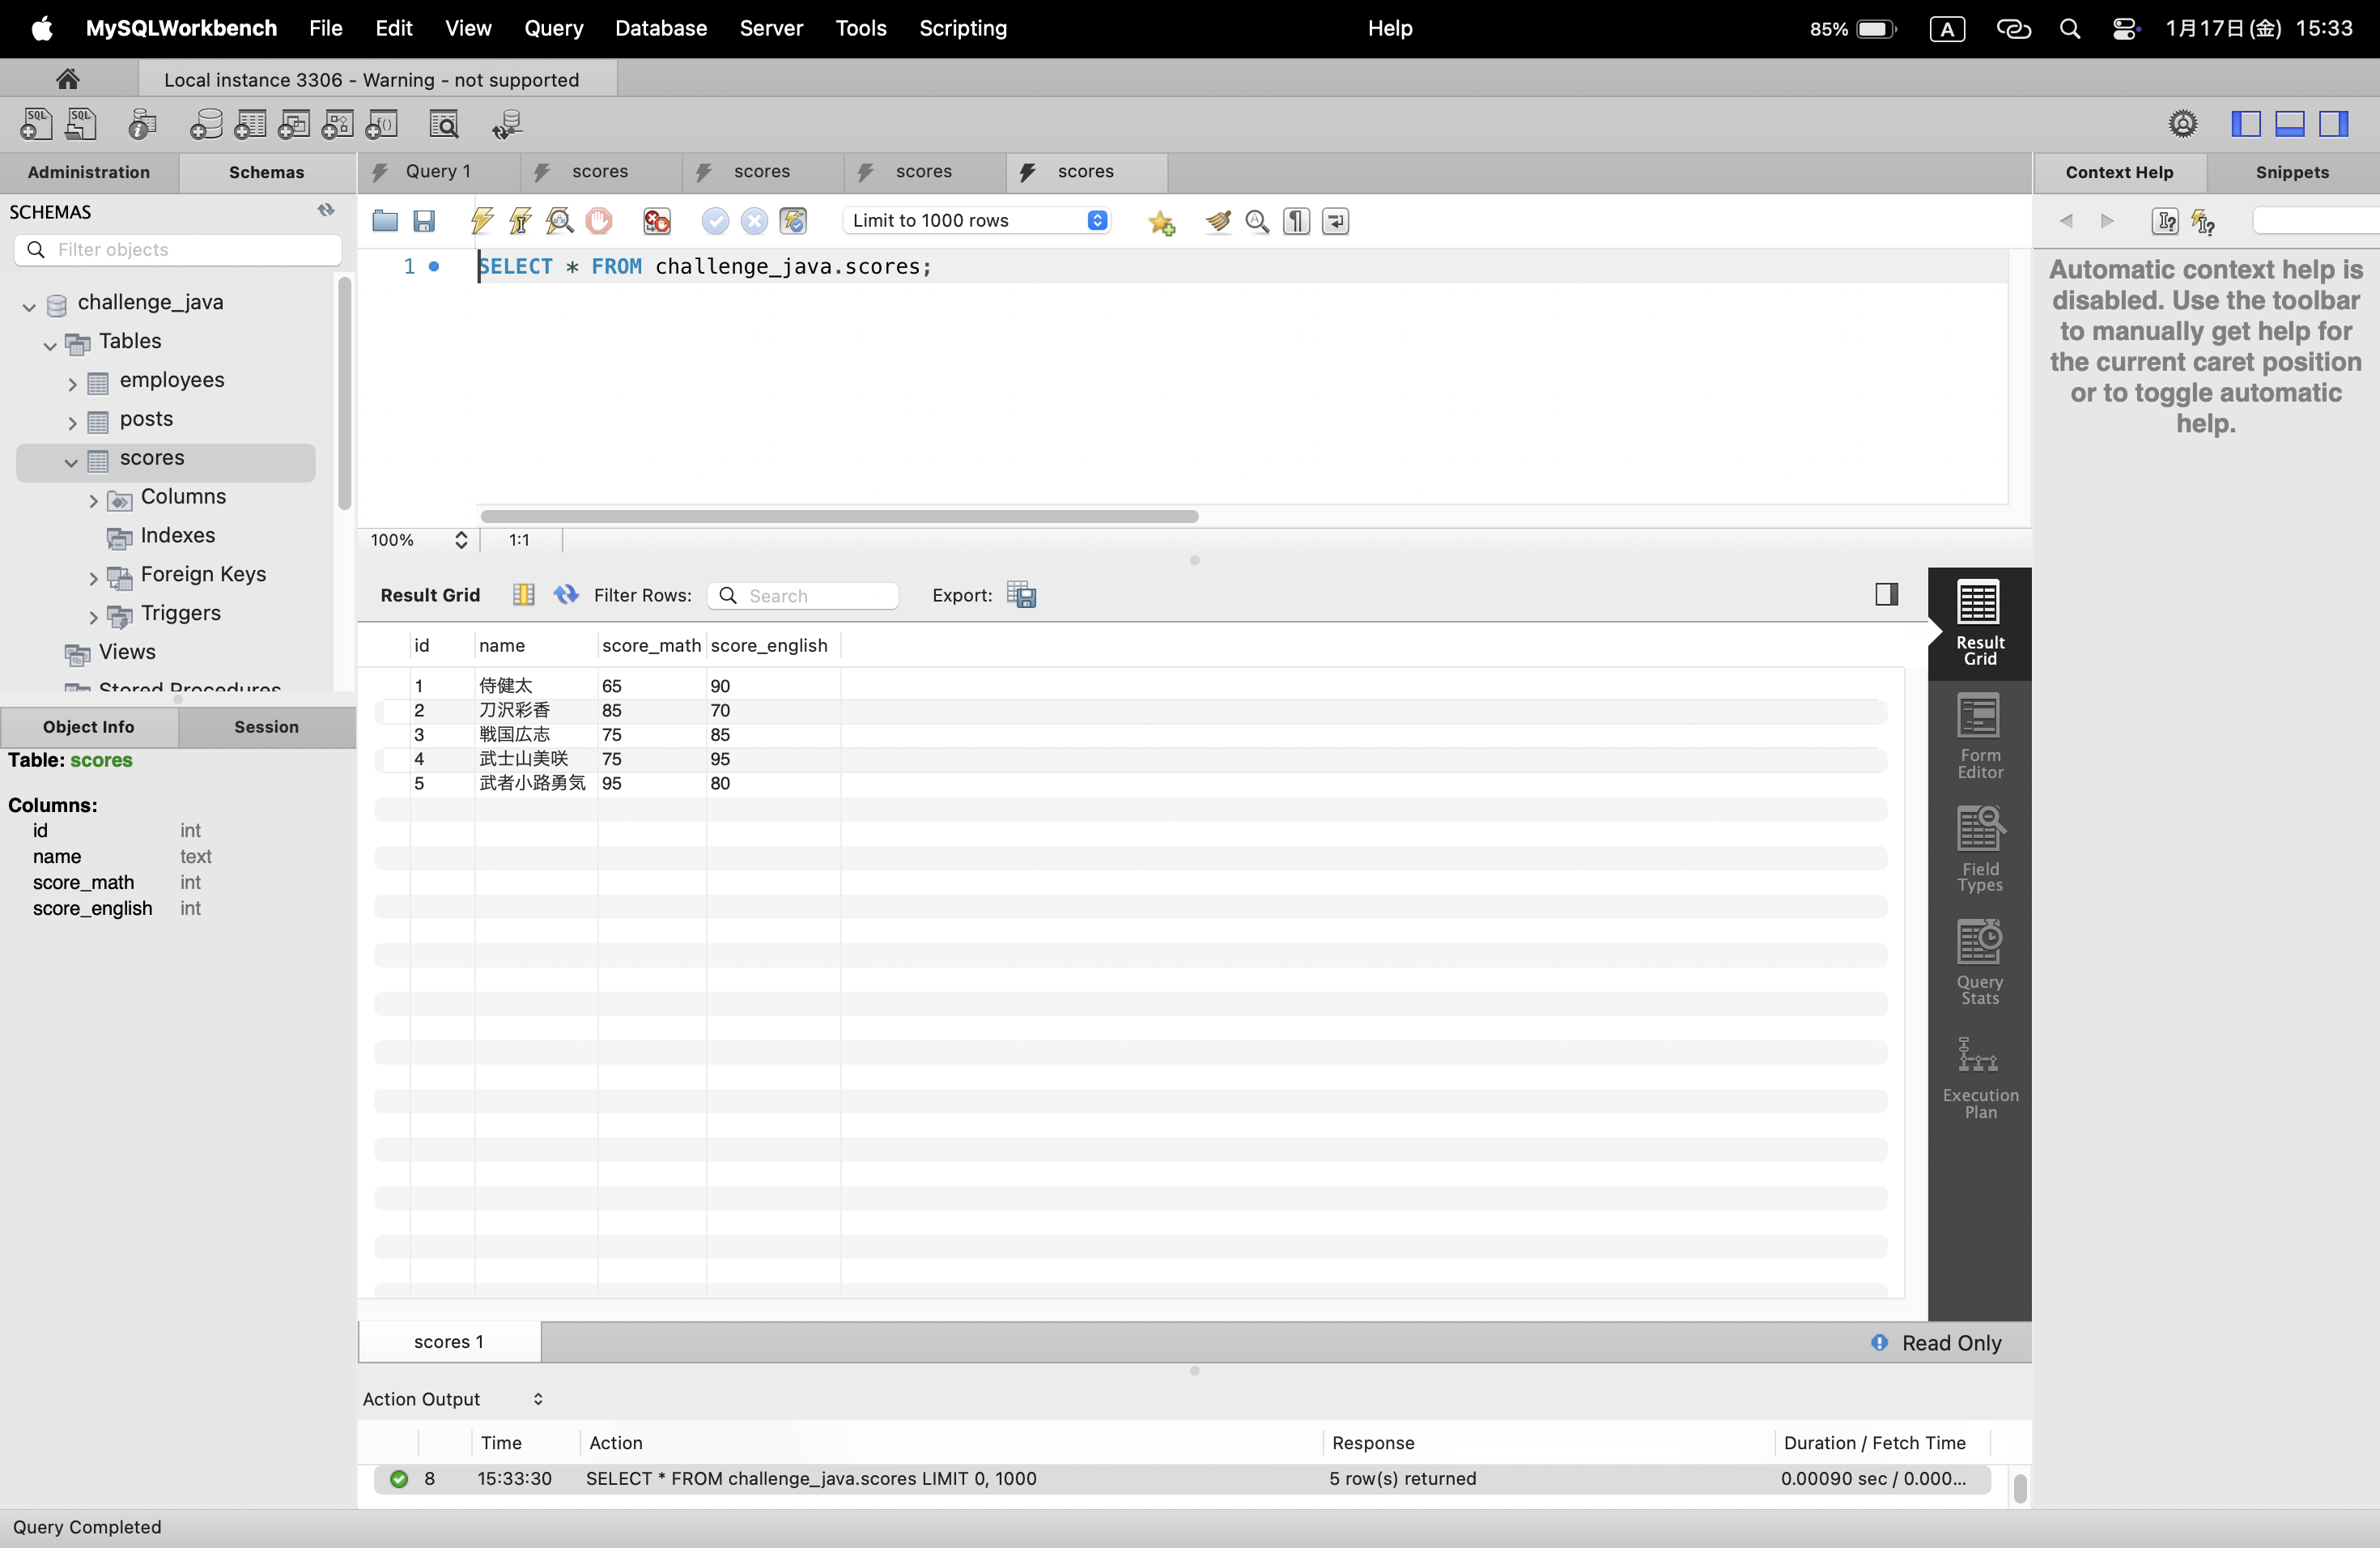 MySQLWorkbench File Edit View Query Database Server Tools Scripting Help 85% A 1月17日(金) 15:33
Local instance 3306 - Warning - not supported
SQL SQL
Administration Schemas Query 1 scores scores scores scores Context Help Snippets
SCHEMAS
Limit to 1000 rows
Filter objects
1 SELECT * FROM challenge_java.scores;
Automatic context help is
disabled. Use the toolbar
to manually get help for
the current caret position
or to toggle automatic
help.
challenge_java
Tables
employees
posts
scores
Columns
Indexes
Foreign Keys
Triggers
Views
Stored Procedures
100% 1:1
Result Grid Filter Rows: Search Export:
id name score_math score_english
1 侍健太 65 90
2 刀沢彩香 85 70
3 戦国広志 75 85
4 武士山美咲 75 95
5 武者小路勇気 95 80
Result
Grid
Form
Editor
Field
Types
Query
Stats
Execution
Plan
Object Info Session
Table: scores
Columns:
id int
name text
score_math int
score_english int
scores 1 Read Only
Action Output
Time Action Response Duration / Fetch Time
8 15:33:30 SELECT * FROM challenge_java.scores LIMIT 0, 1000 5 row(s) returned 0.00090 sec / 0.000...
Query Completed